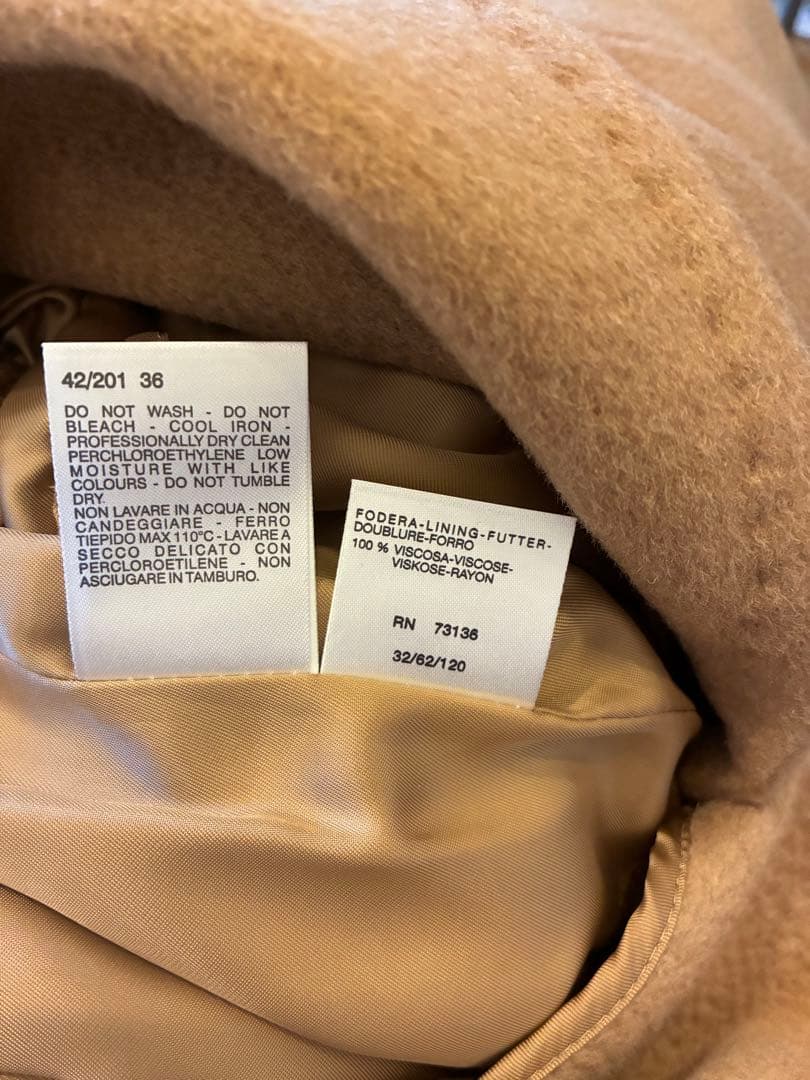 42/201 36
DO NOT WASH - DO NOT
BLEACH - COOL IRON -
PROFESSIONALLY DRY CLEAN
PERCHLOROETHYLENE LOW
MOISTURE WITH LIKE
COLOURS - DO NOT TUMBLE
DRY.
NON LAVARE IN ACQUA - NON
CANDEGGIARE - FERRO
TIEPIDO MAX 110°C - LAVARE A
SECCO DELICATO CON
PERCLOROETILENE - NON
ASCIUGARE IN TAMBURO.
FODERA-LINING-FUTTER-
DOUBLURE-FORRO
100 % VISCOSA-VISCOSE-
VISKOSE-RAYON
RN 73136
32/62/120